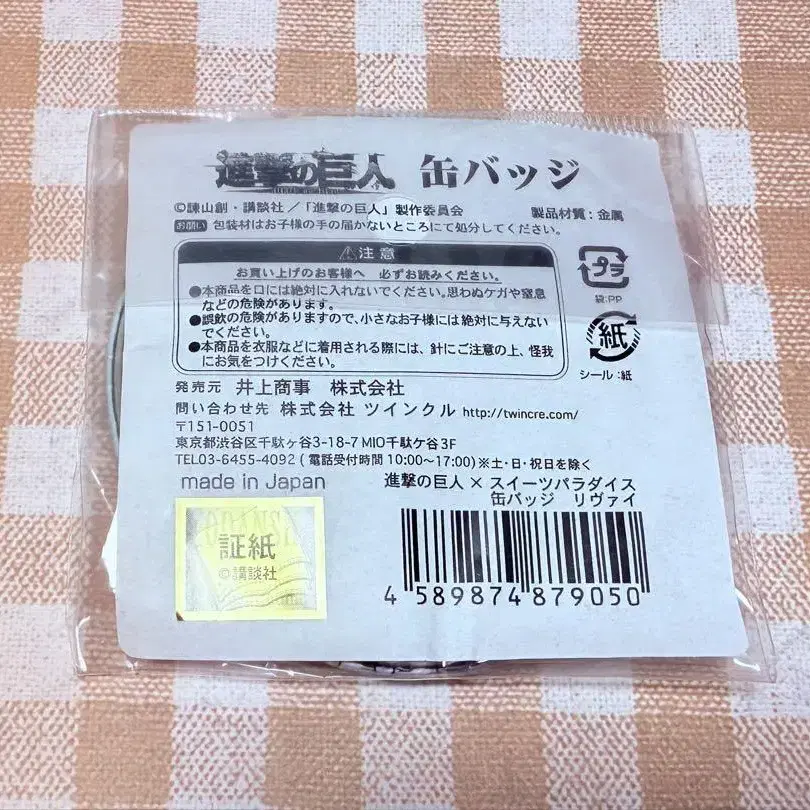 進撃の巨人 缶バッジ
©諫山創・講談社／「進撃の巨人」製作委員会 製品材質：金属
お願い 包装材はお子様の手の届かないところにて処分してください。
⚠注意
お買い上げのお客様へ 必ずお読みください。
●本商品を口には絶対に入れないでください。思わぬケガや窒息
などの危険があります。
●誤飲の危険がありますので、小さなお子様には絶対に与えない
でください。
●本商品を衣服などに着用される際には、針にご注意の上、怪我
にお気をつけください。
プラ
袋:PP
紙
シール:紙
発売元 井上商事 株式会社
問い合わせ先 株式会社 ツインクル http://twincre.com/
〒151-0051
東京都渋谷区千駄ヶ谷3-18-7 MIO千駄ケ谷3F
TEL03-6455-4092 ( 電話受付時間 10:00〜17:00)※土・日・祝日を除く
made in Japan
進撃の巨人 × スイーツパラダイス
缶バッジ リヴァイ
証紙
©講談社
4 589874 879050